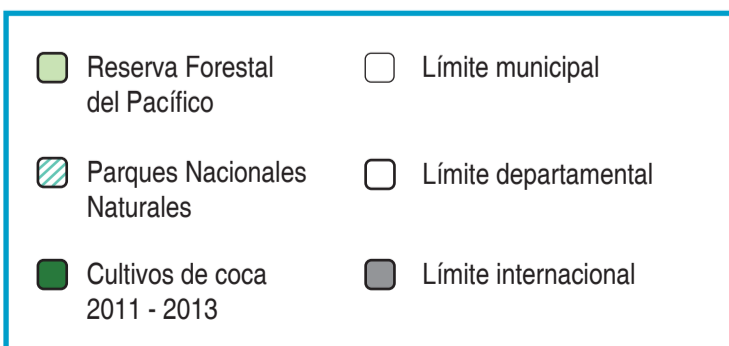 Reserva Forestal
del Pacífico
Parques Nacionales
Naturales
Cultivos de coca
2011 - 2013
Límite municipal
Límite departamental
Límite internacional